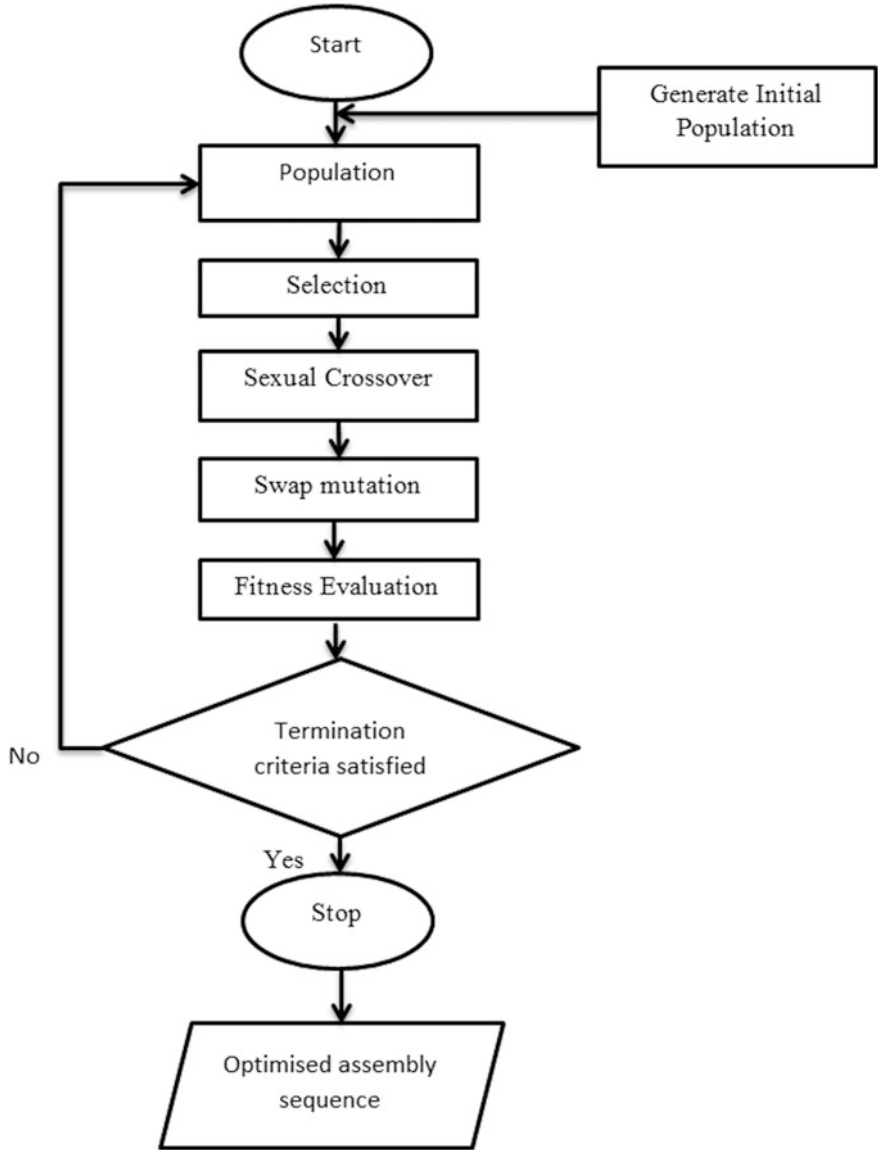 Start
Generate Initial
Population
Population
Selection
Sexual Crossover
Swap mutation
Fitness Evaluation
Termination
criteria satisfied
No
Yes
Stop
Optimised assembly
sequence